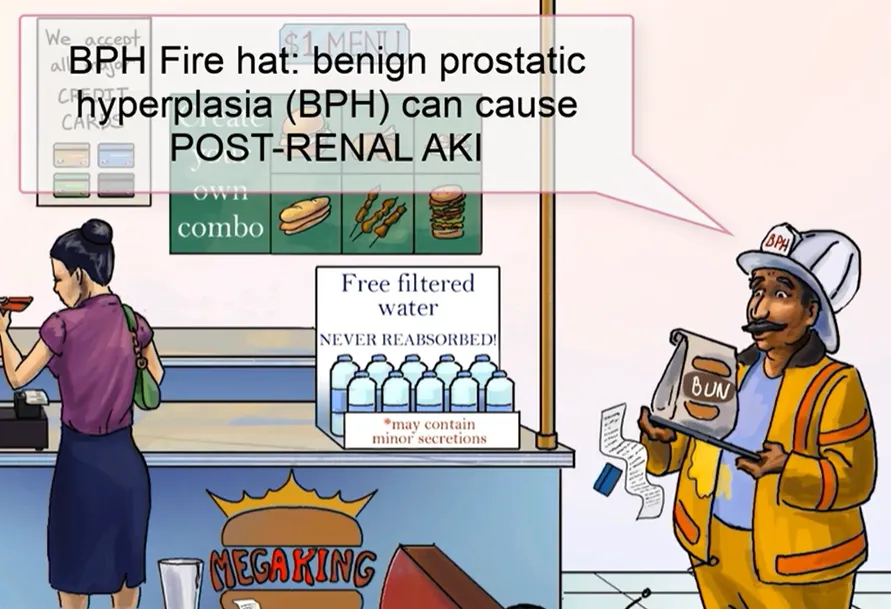 We accept
all major
CREDIT
CARDS
$1 MENU
BPH Fire hat: benign prostatic
hyperplasia (BPH) can cause
POST-RENAL AKI
Create
your
own
combo
Free filtered
water
NEVER REABSORBED!
*may contain
minor secretions
BPH
BUN
MEGAKING